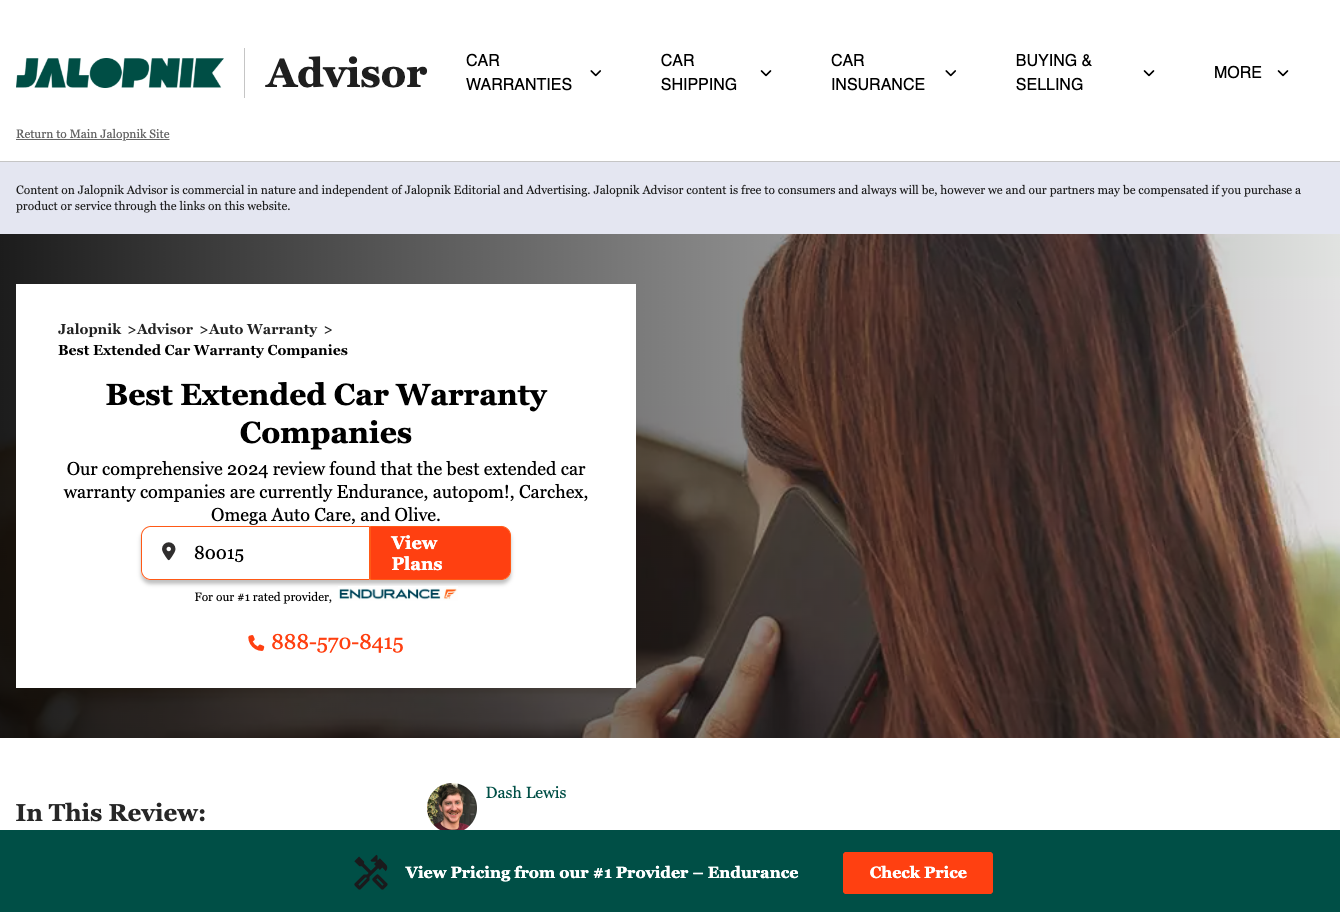 JALOPNIK
Advisor
CAR
WARRANTIES
CAR
SHIPPING
CAR
INSURANCE
BUYING &
SELLING
MORE
Return to Main Jalopnik Site
Content on Jalopnik Advisor is commercial in nature and independent of Jalopnik Editorial and Advertising. Jalopnik Advisor content is free to consumers and always will be, however we and our partners may be compensated if you purchase a
product or service through the links on this website.
Jalopnik >Advisor >Auto Warranty >
Best Extended Car Warranty Companies
Best Extended Car Warranty
Companies
Our comprehensive 2024 review found that the best extended car
warranty companies are currently Endurance, autopom!, Carchex,
Omega Auto Care, and Olive.
80015
View
Plans
For our #1 rated provider, ENDURANCE
888-570-8415
In This Review:
Dash Lewis
View Pricing from our #1 Provider – Endurance
Check Price